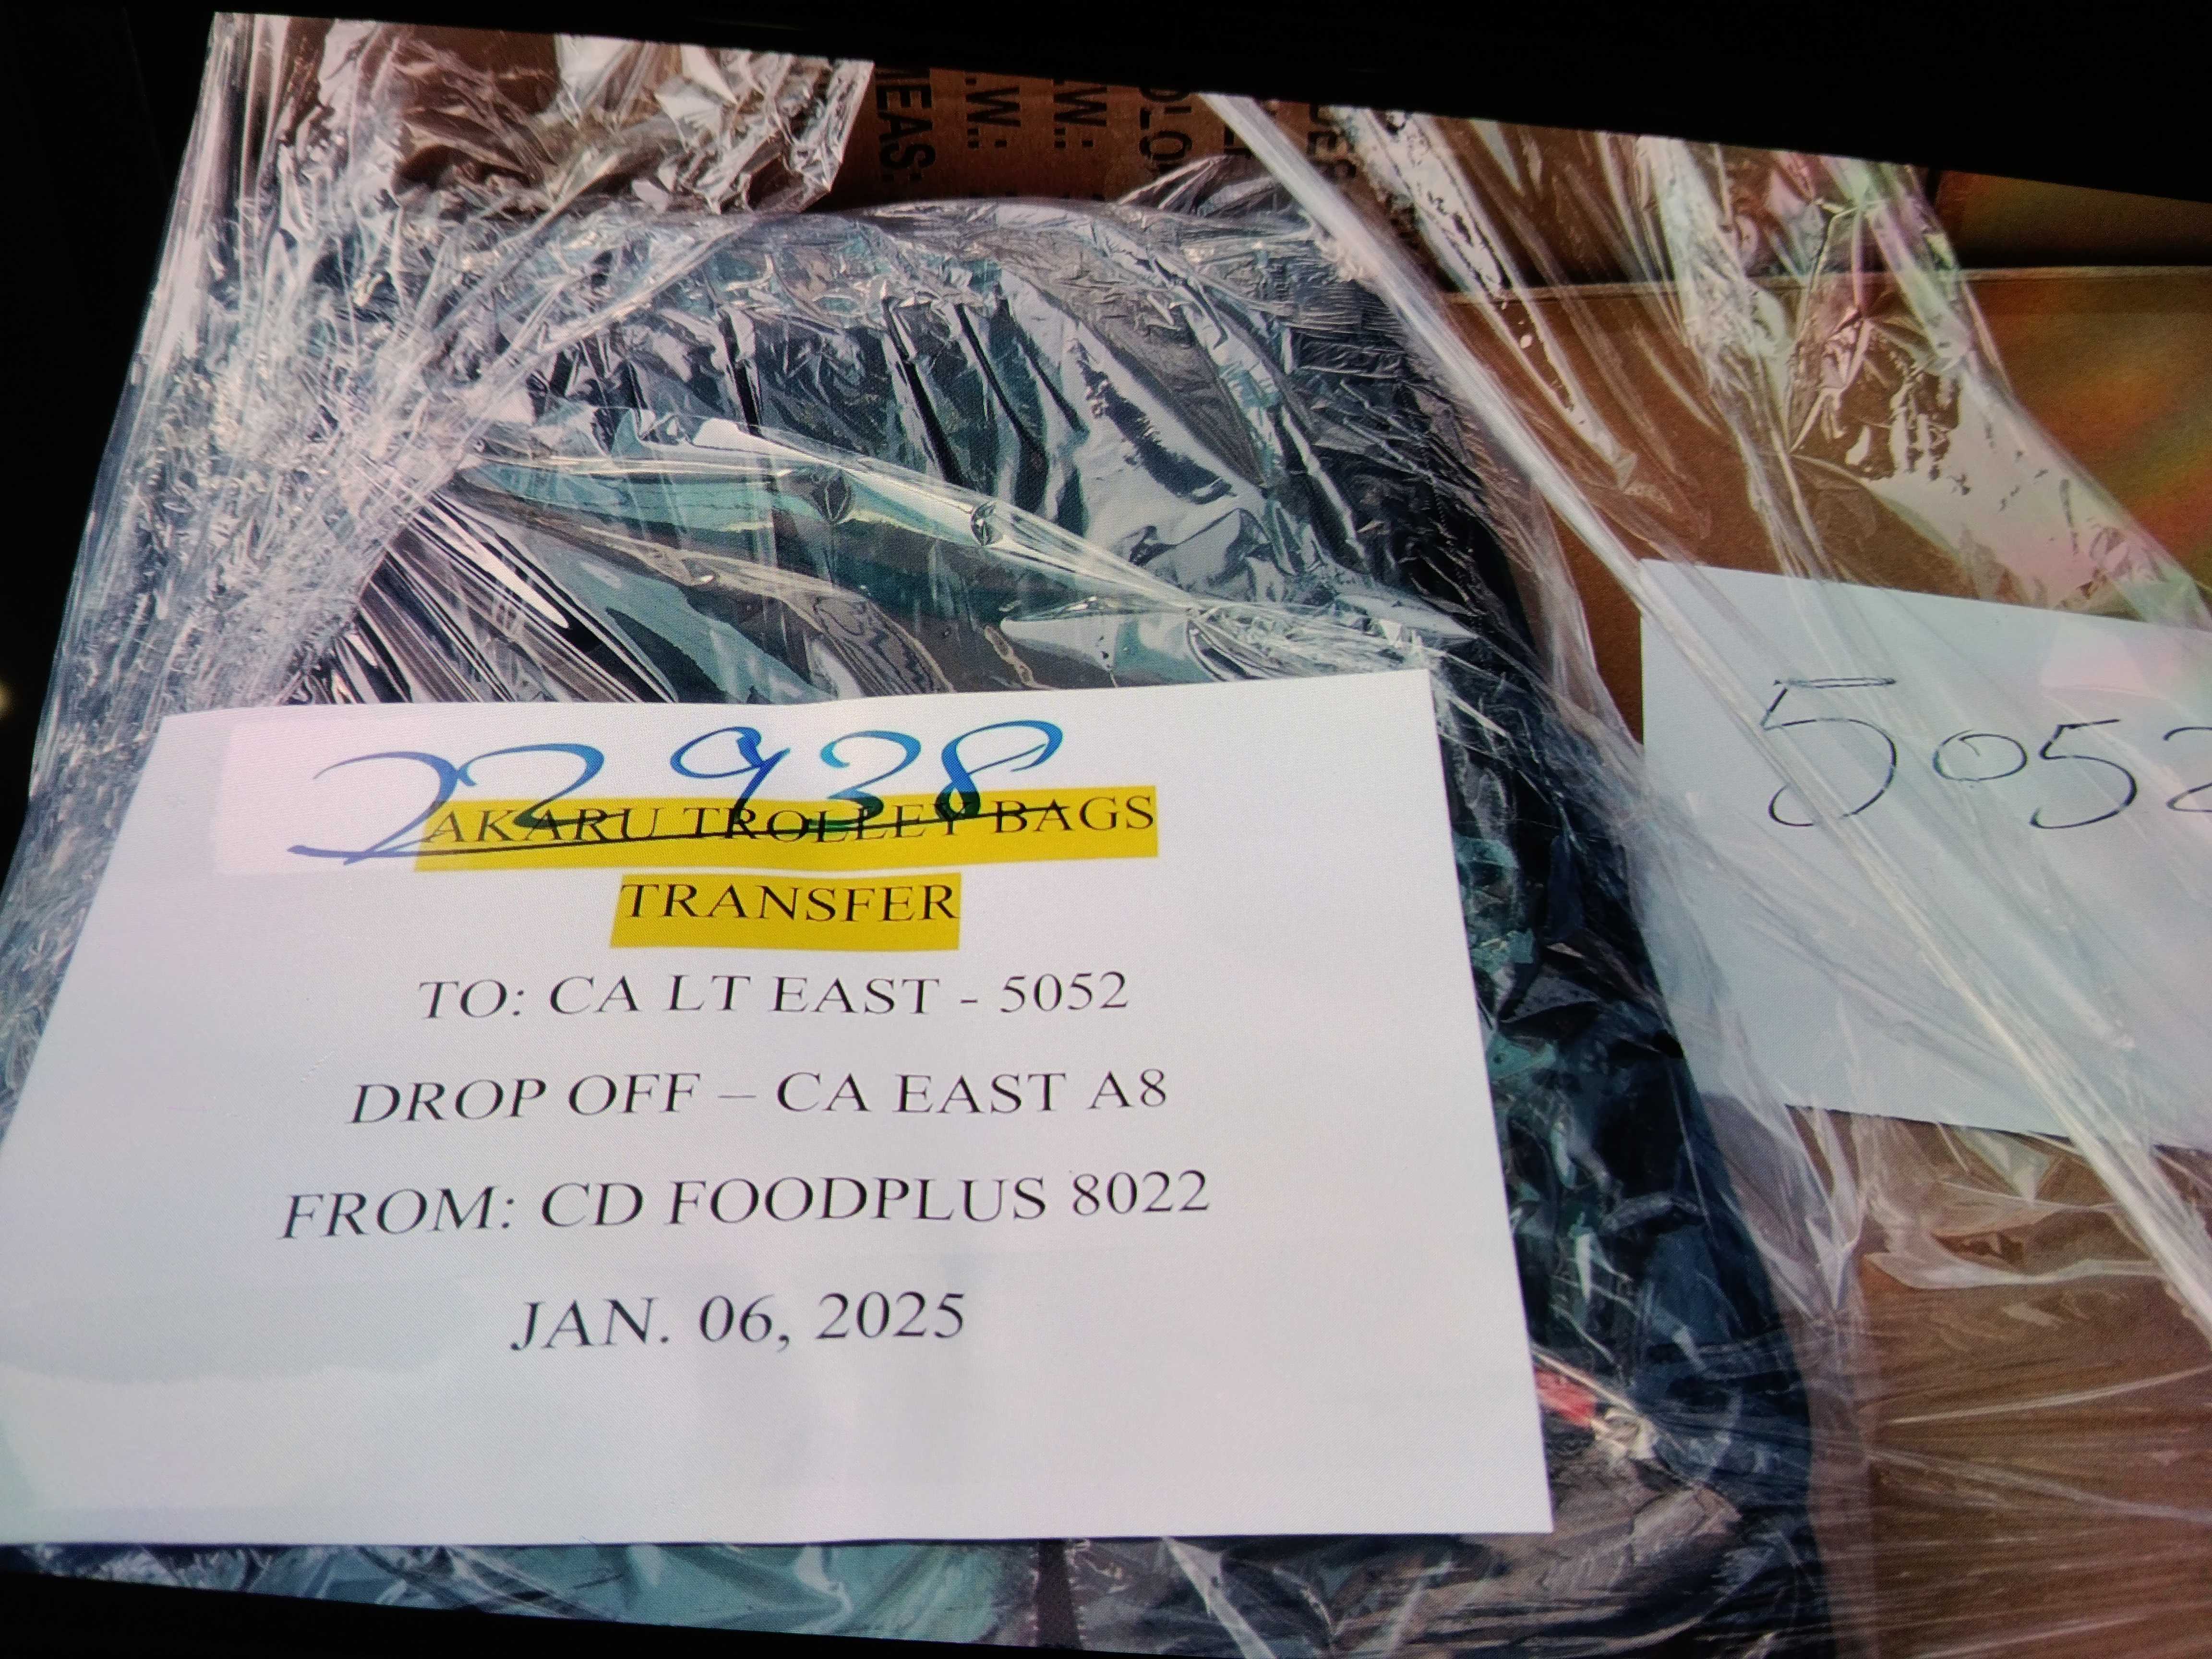 MEAS:
.W.:
W.:
22938
AKARU TROLLEY BAGS
TRANSFER
TO: CA LT EAST - 5052
DROP OFF – CA EAST A8
FROM: CD FOODPLUS 8022
JAN. 06, 2025
5052